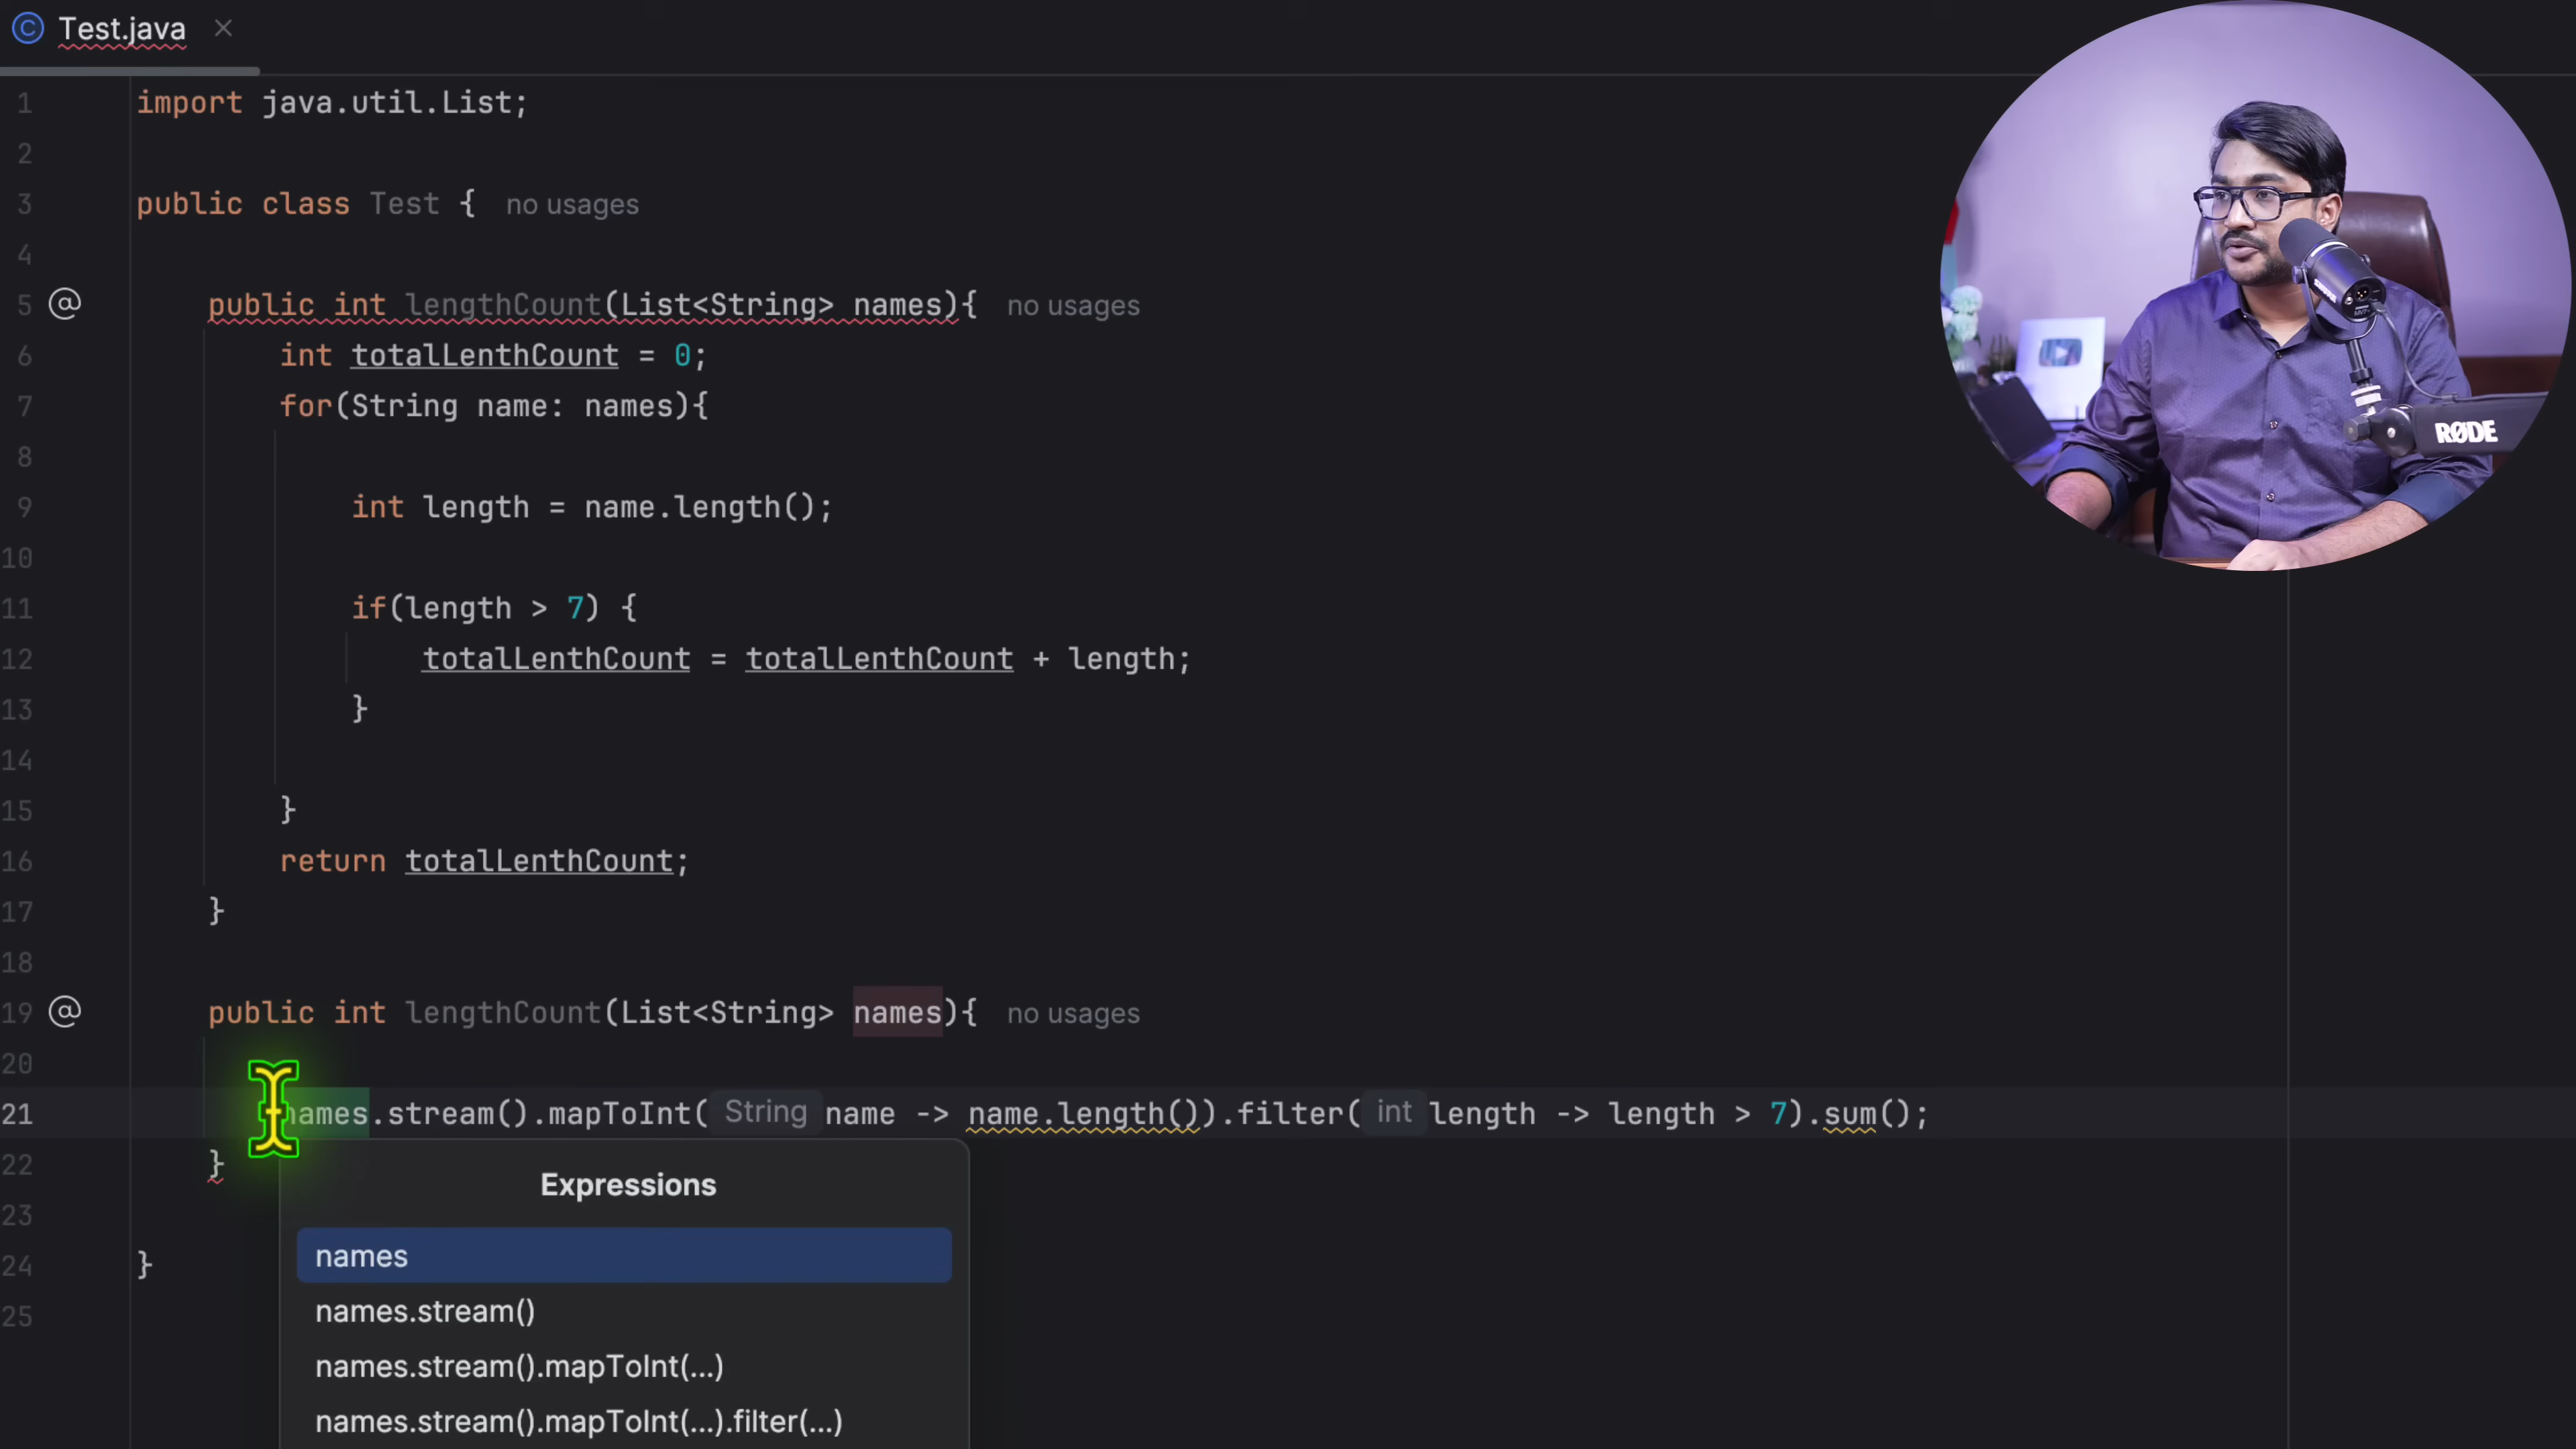 Test.java
1 import java.util.List;
2
3 public class Test { no usages
4
5 @ public int lengthCount(List<String> names){ no usages
6 int totalLenthCount = 0;
7 for(String name: names){
8
9 int length = name.length();
10
11 if(length > 7) {
12 totalLenthCount = totalLenthCount + length;
13 }
14
15 }
16 return totalLenthCount;
17 }
18
19 @ public int lengthCount(List<String> names){ no usages
20
21 names.stream().mapToInt( String name -> name.length()).filter( int length -> length > 7).sum();
22 }
23
24 }
25
Expressions
names
names.stream()
names.stream().mapToInt(...)
names.stream().mapToInt(...).filter(...)
RØDE